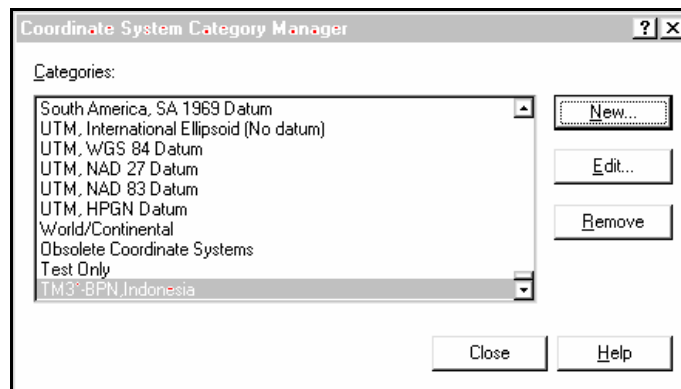 Coordinate System Category Manager
Categories:
South America, SA 1969 Datum
UTM, International Ellipsoid (No datum)
UTM, WGS 84 Datum
UTM, NAD 27 Datum
UTM, NAD 83 Datum
UTM, HPGN Datum
World/Continental
Obsolete Coordinate Systems
Test Only
TM3°-BPN,Indonesia
New...
Edit...
Remove
Close
Help